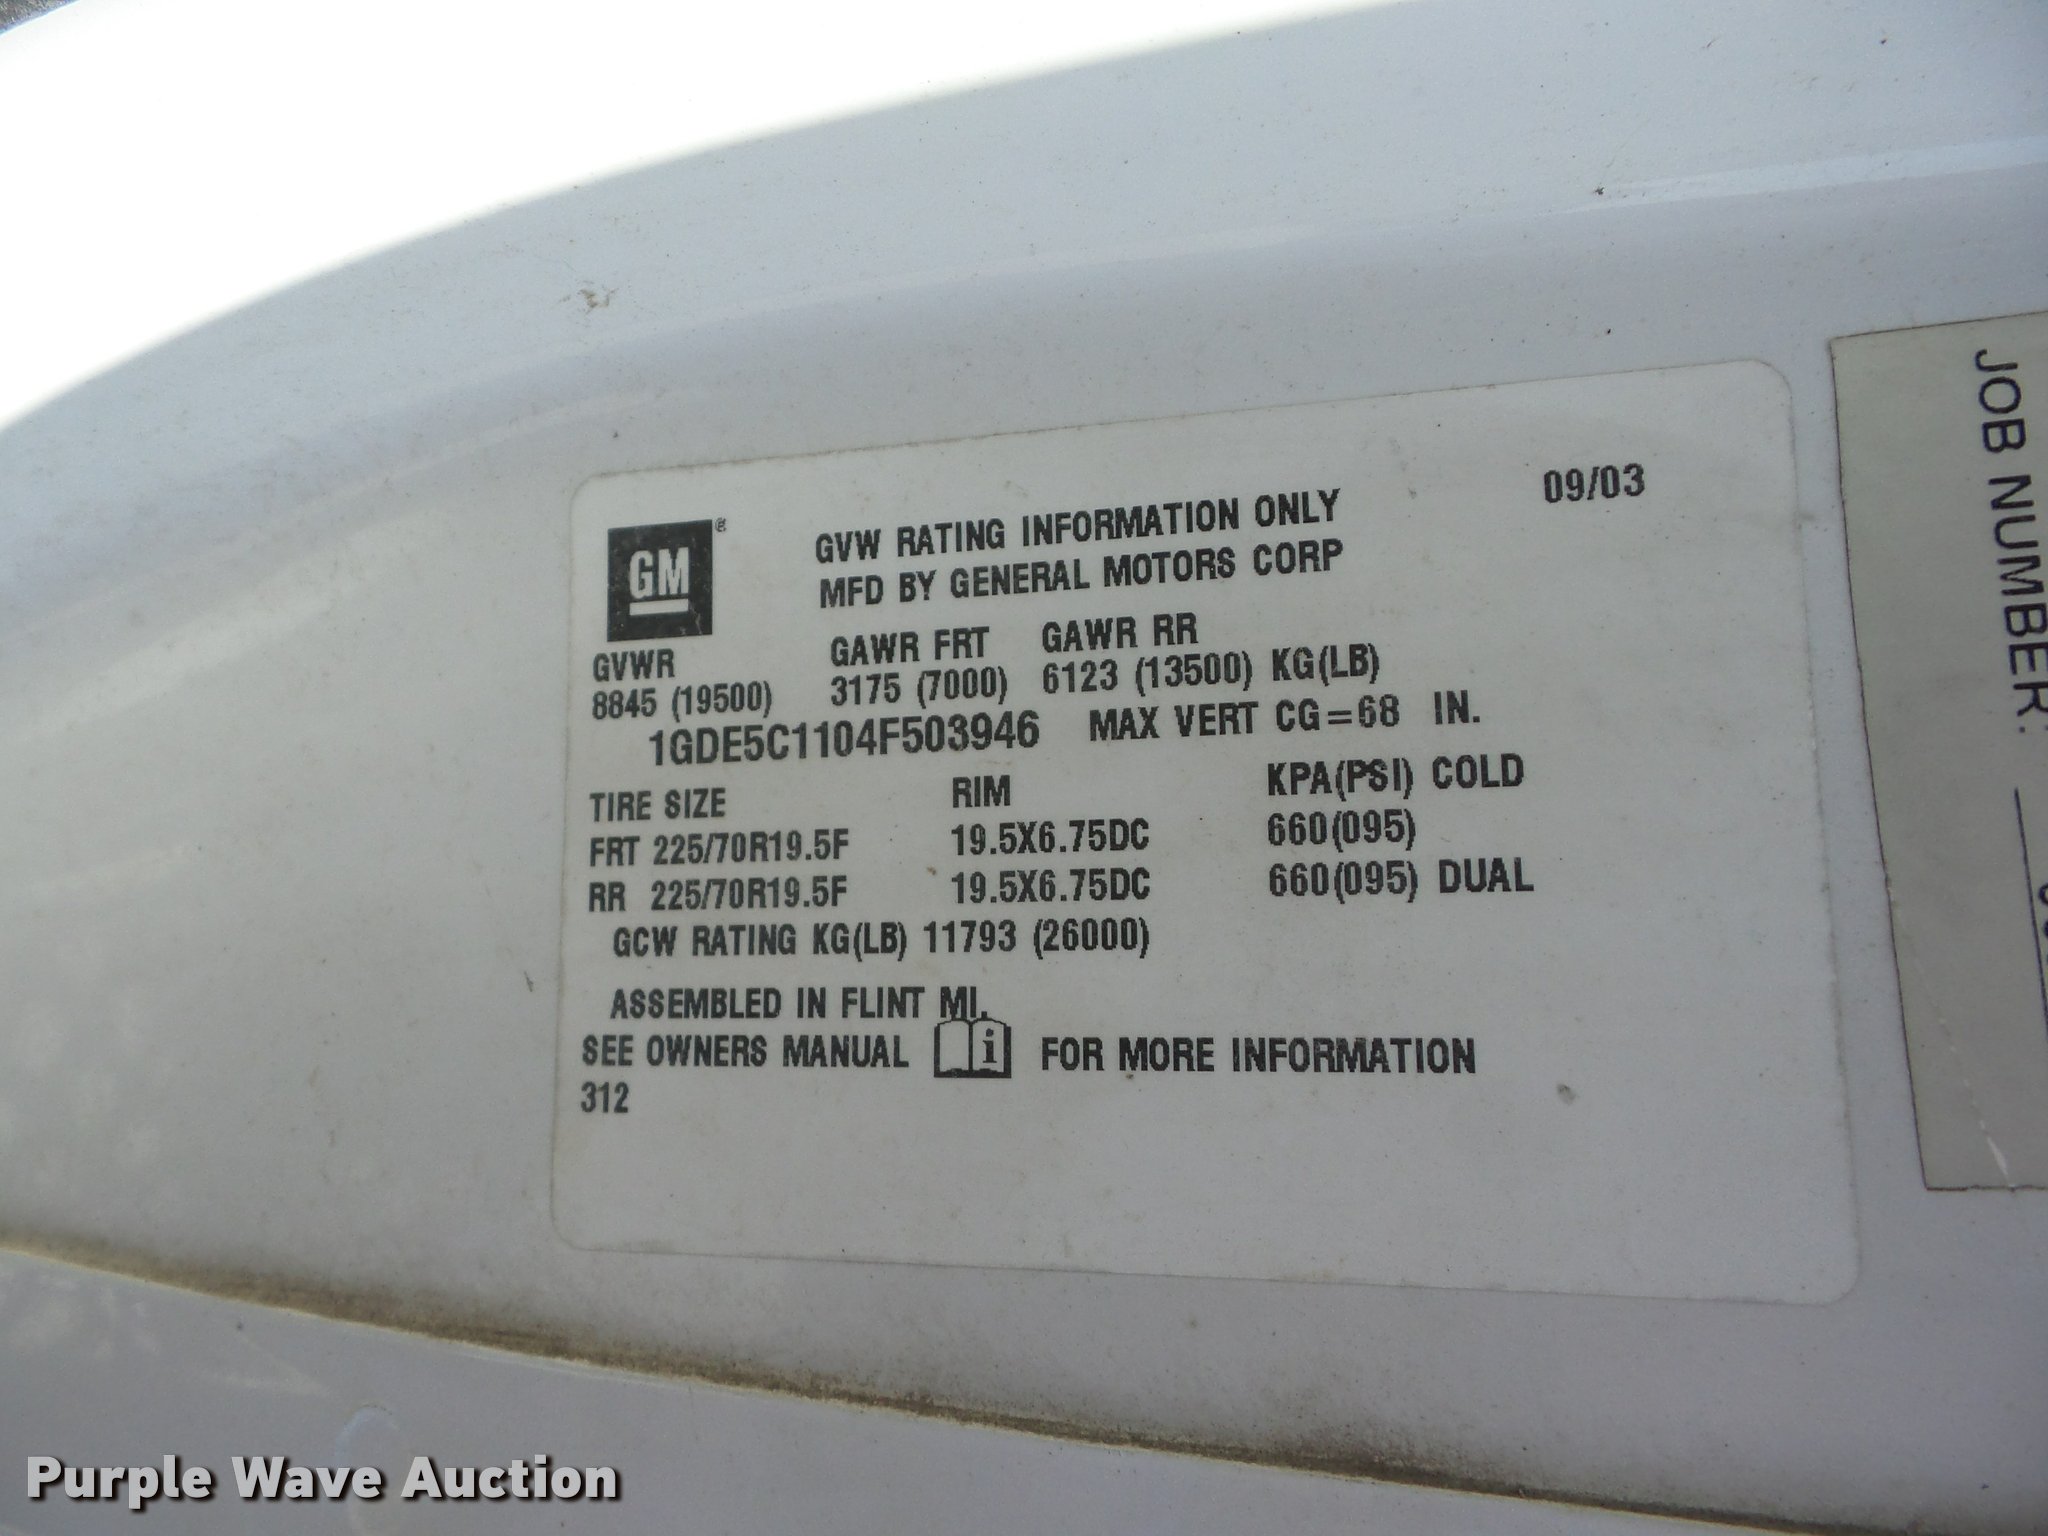 09/03
GM
GVW RATING INFORMATION ONLY
MFD BY GENERAL MOTORS CORP
GVWR GAWR FRT GAWR RR
8845 (19500) 3175 (7000) 6123 (13500) KG(LB)
1GDE5C1104F503946 MAX VERT CG=68 IN.
TIRE SIZE RIM KPA(PSI) COLD
FRT 225/70R19.5F 19.5X6.75DC 660(095)
RR 225/70R19.5F 19.5X6.75DC 660(095) DUAL
GCW RATING KG(LB) 11793 (26000)
ASSEMBLED IN FLINT MI.
SEE OWNERS MANUAL i FOR MORE INFORMATION
312
JOB NUMBER:
Purple Wave Auction